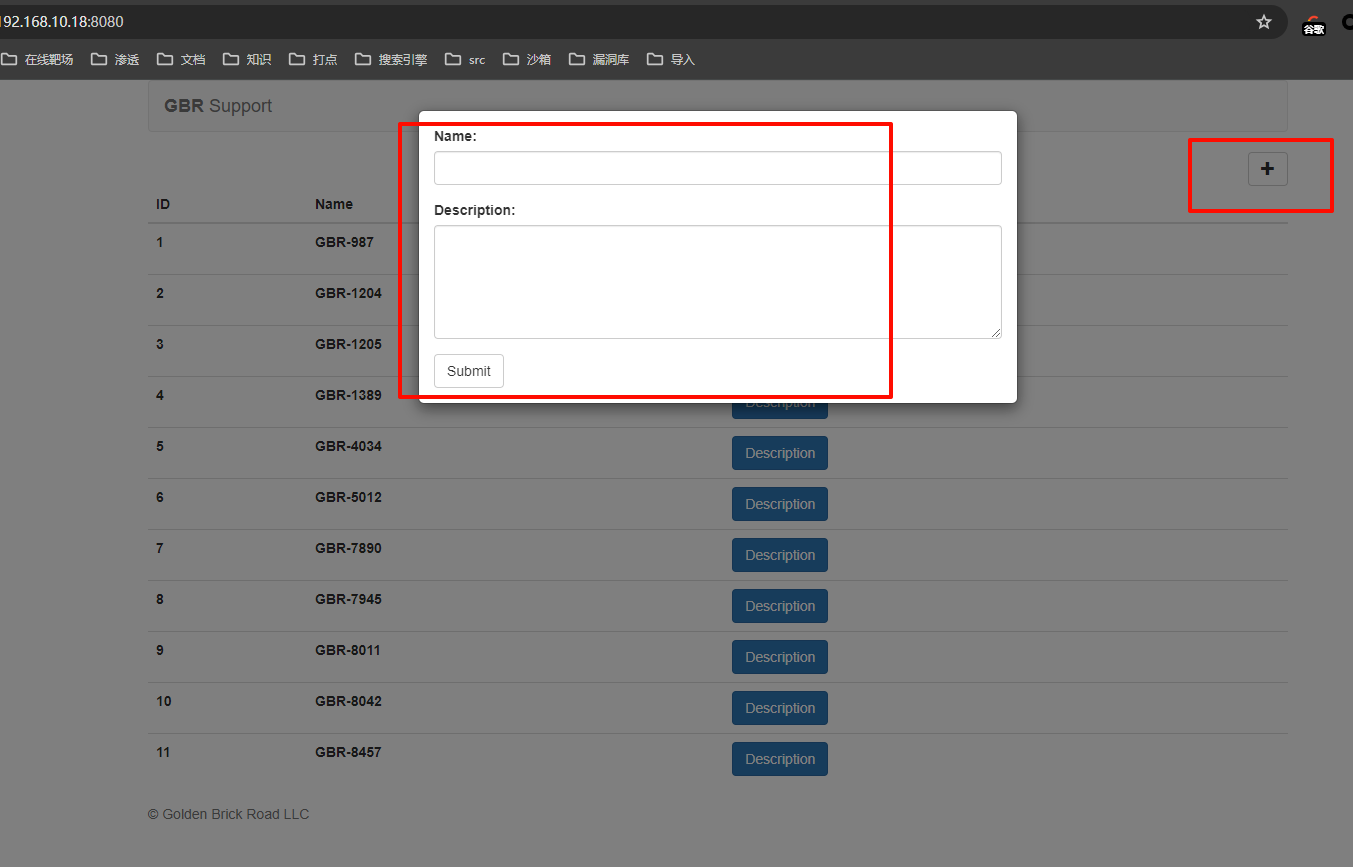 192.168.10.18:8080
谷歌
在线靶场 渗透 文档 知识 打点 搜索引擎 src 沙箱 漏洞库 导入
GBR Support
Name:
Description:
Submit
+
ID Name
1 GBR-987
2 GBR-1204
3 GBR-1205
4 GBR-1389 Description
5 GBR-4034 Description
6 GBR-5012 Description
7 GBR-7890 Description
8 GBR-7945 Description
9 GBR-8011 Description
10 GBR-8042 Description
11 GBR-8457 Description
© Golden Brick Road LLC